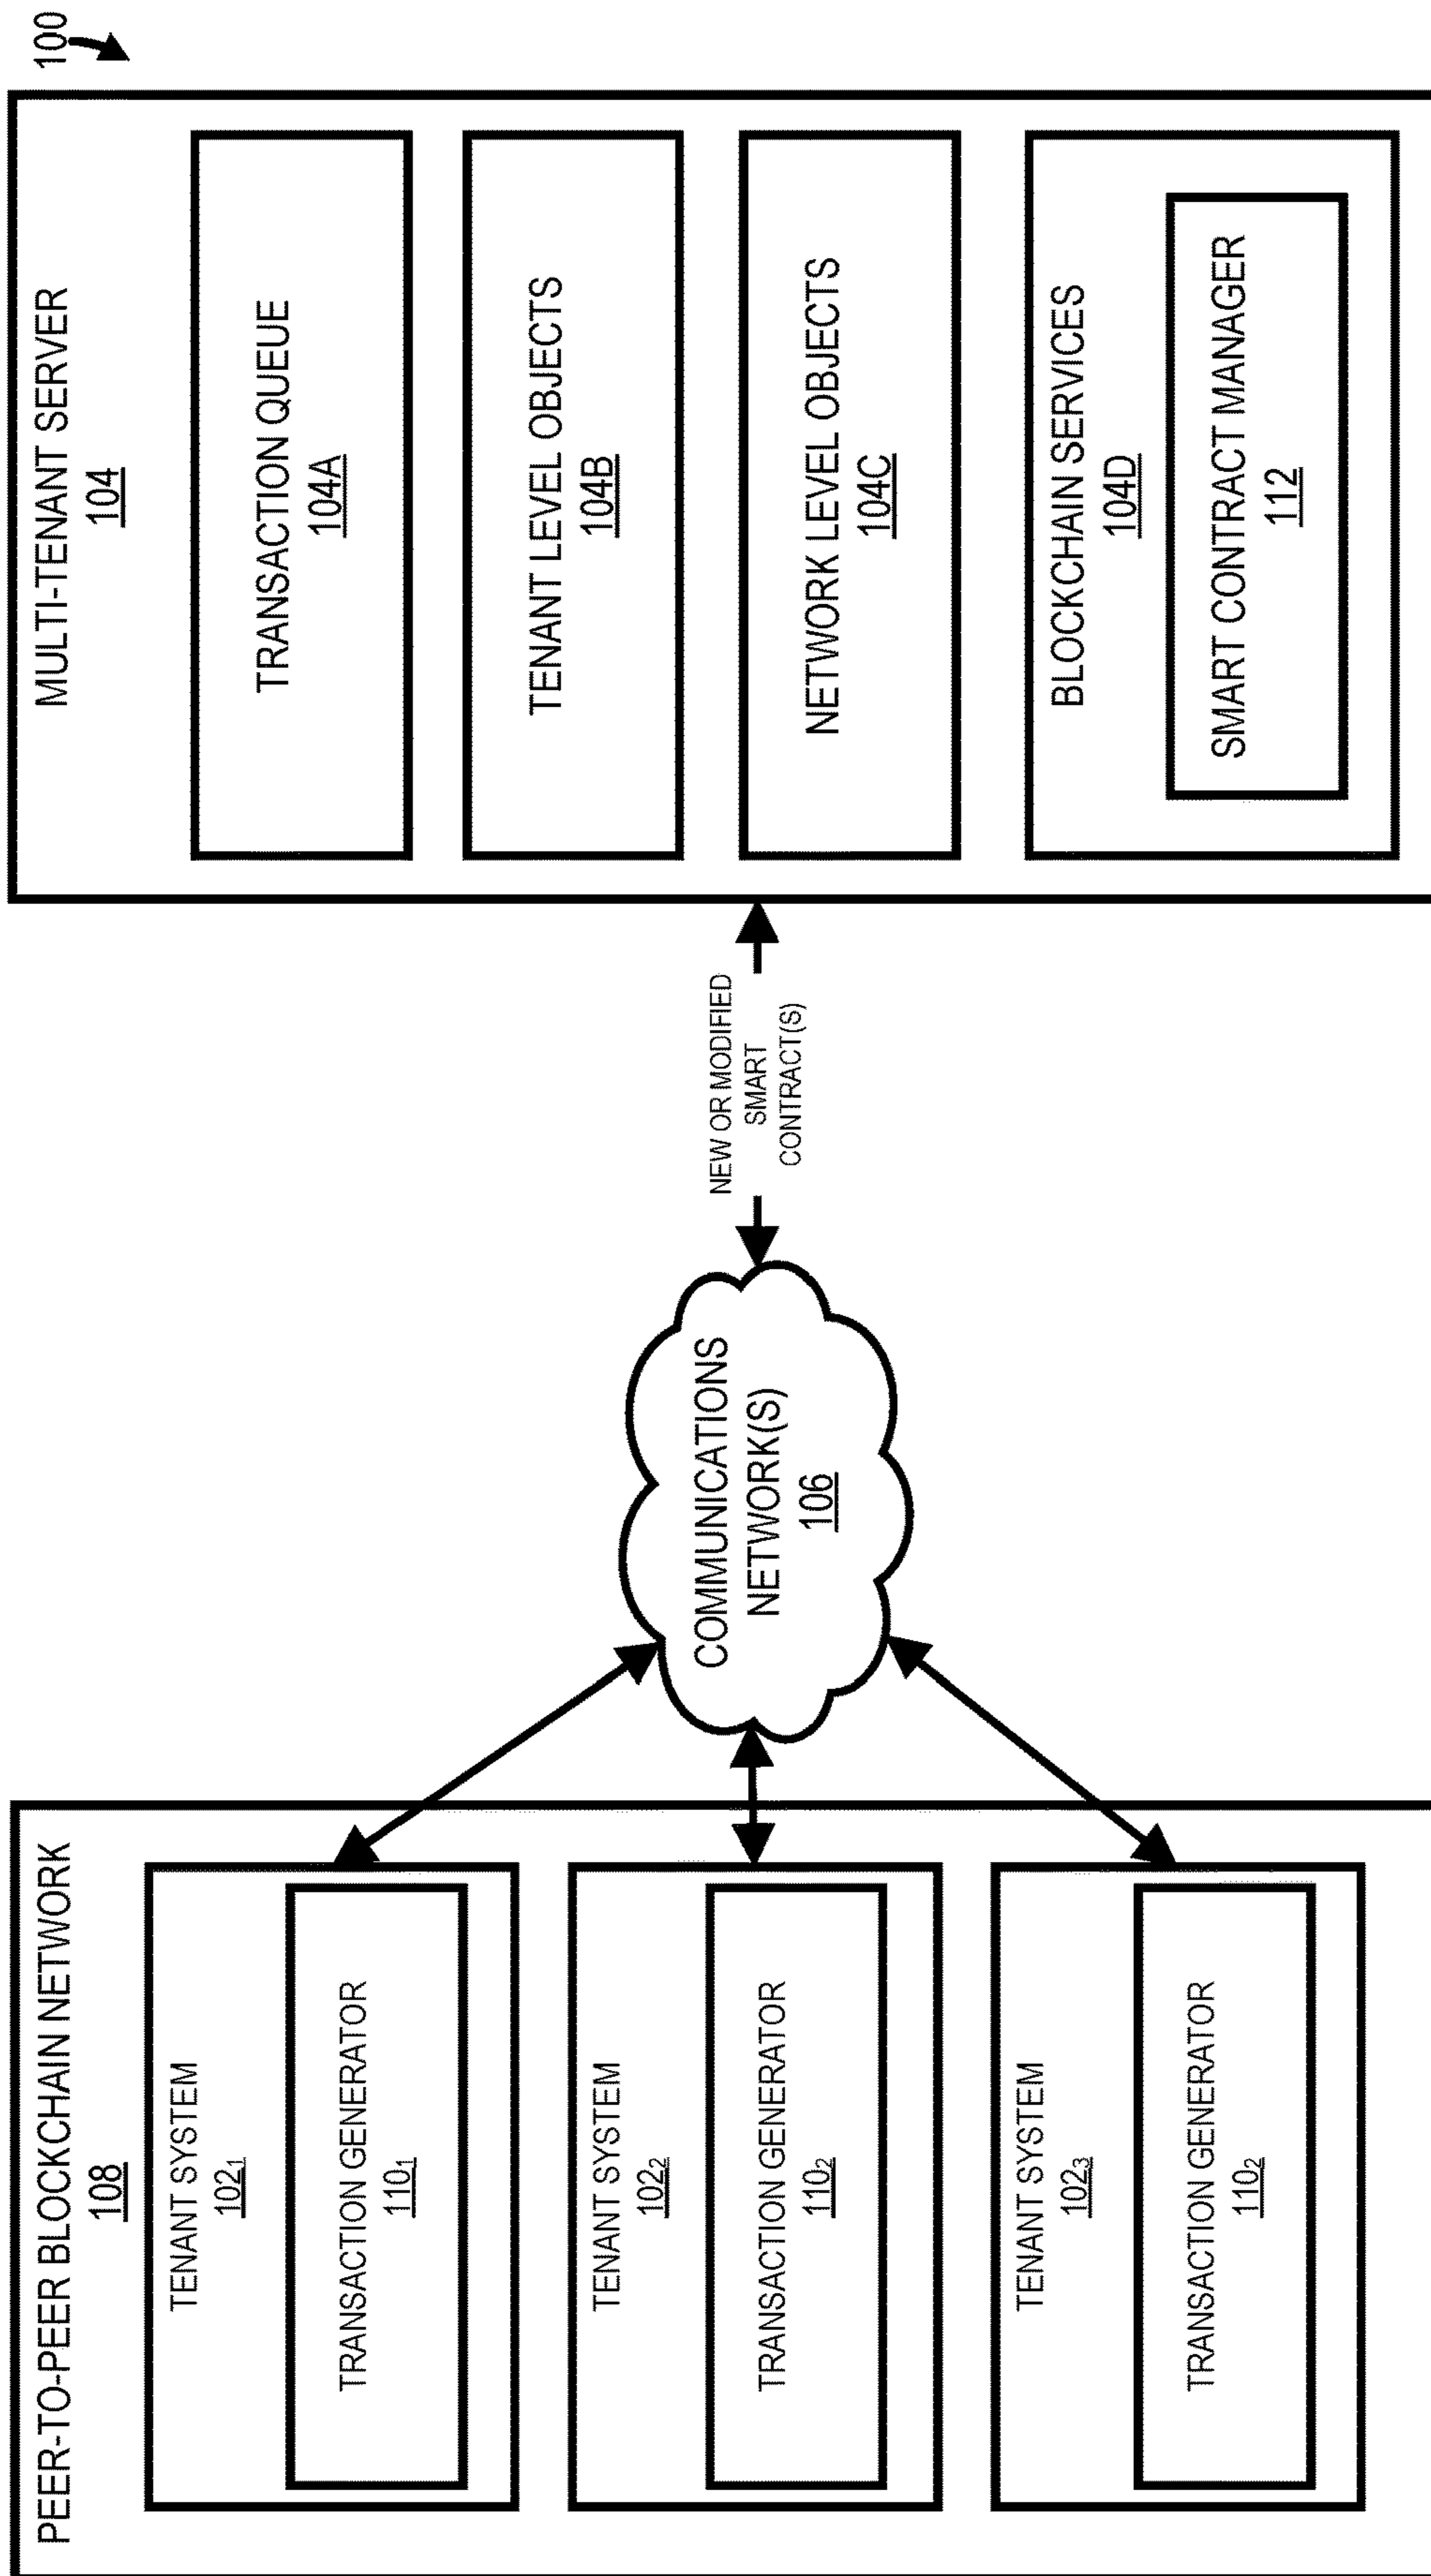 100
PEER-TO-PEER BLOCKCHAIN NETWORK
108
TENANT SYSTEM
102₁
TRANSACTION GENERATOR
110₁
TENANT SYSTEM
102₂
TRANSACTION GENERATOR
110₂
TENANT SYSTEM
102₃
TRANSACTION GENERATOR
110₂
COMMUNICATIONS
NETWORK(S)
106
NEW OR MODIFIED
SMART
CONTRACT(S)
MULTI-TENANT SERVER
104
TRANSACTION QUEUE
104A
TENANT LEVEL OBJECTS
104B
NETWORK LEVEL OBJECTS
104C
BLOCKCHAIN SERVICES
104D
SMART CONTRACT MANAGER
112